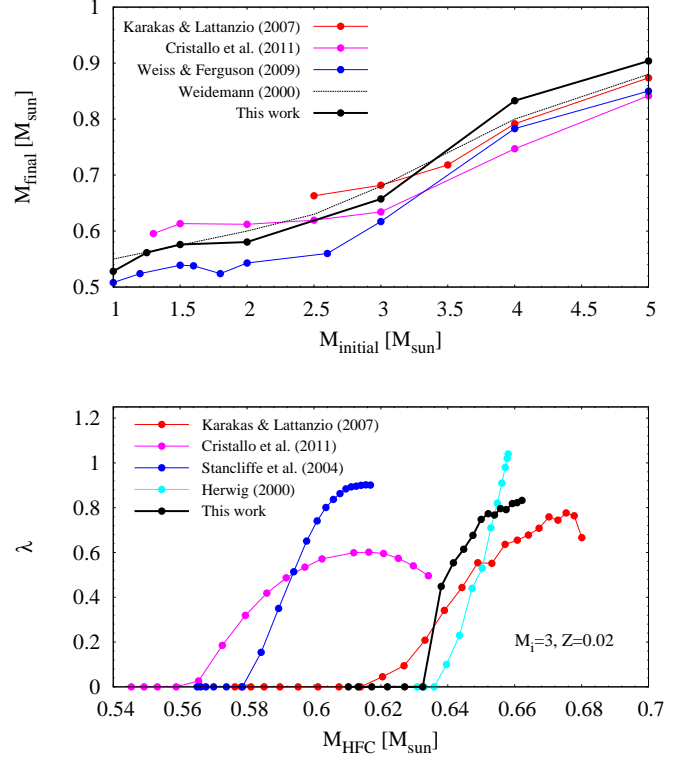 1
0.9
0.8
0.7
0.6
0.5
M_final [M_sun]
Karakas & Lattanzio (2007)
Cristallo et al. (2011)
Weiss & Ferguson (2009)
Weidemann (2000)
This work
1 1.5 2 2.5 3 3.5 4 4.5 5
M_initial [M_sun]
1.2
1
0.8
0.6
0.4
0.2
0
λ
Karakas & Lattanzio (2007)
Cristallo et al. (2011)
Stancliffe et al. (2004)
Herwig (2000)
This work
M_i=3, Z=0.02
0.54 0.56 0.58 0.6 0.62 0.64 0.66 0.68 0.7
M_HFC [M_sun]